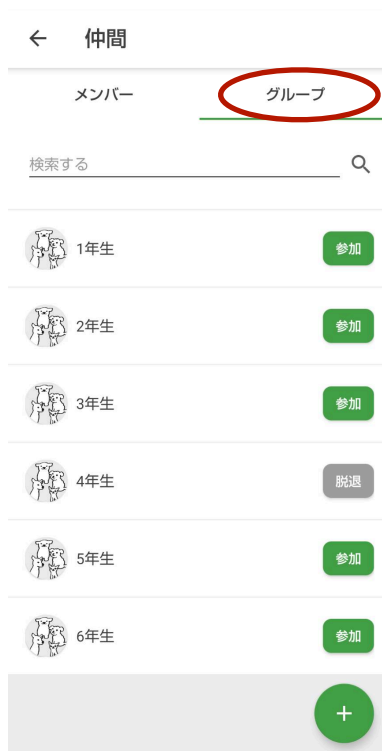 仲間
メンバー グループ
検索する
1年生 参加
2年生 参加
3年生 参加
4年生 脱退
5年生 参加
6年生 参加
+